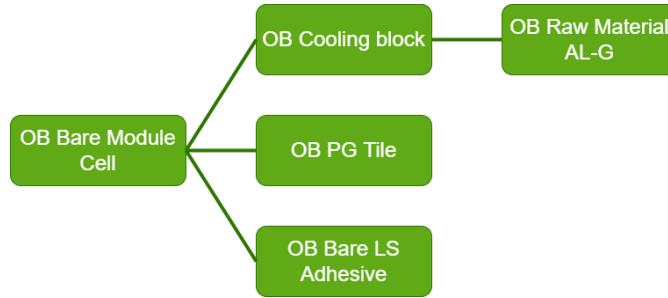 OB Cooling block
OB Raw Material
AL-G
OB Bare Module
Cell
OB PG Tile
OB Bare LS
Adhesive